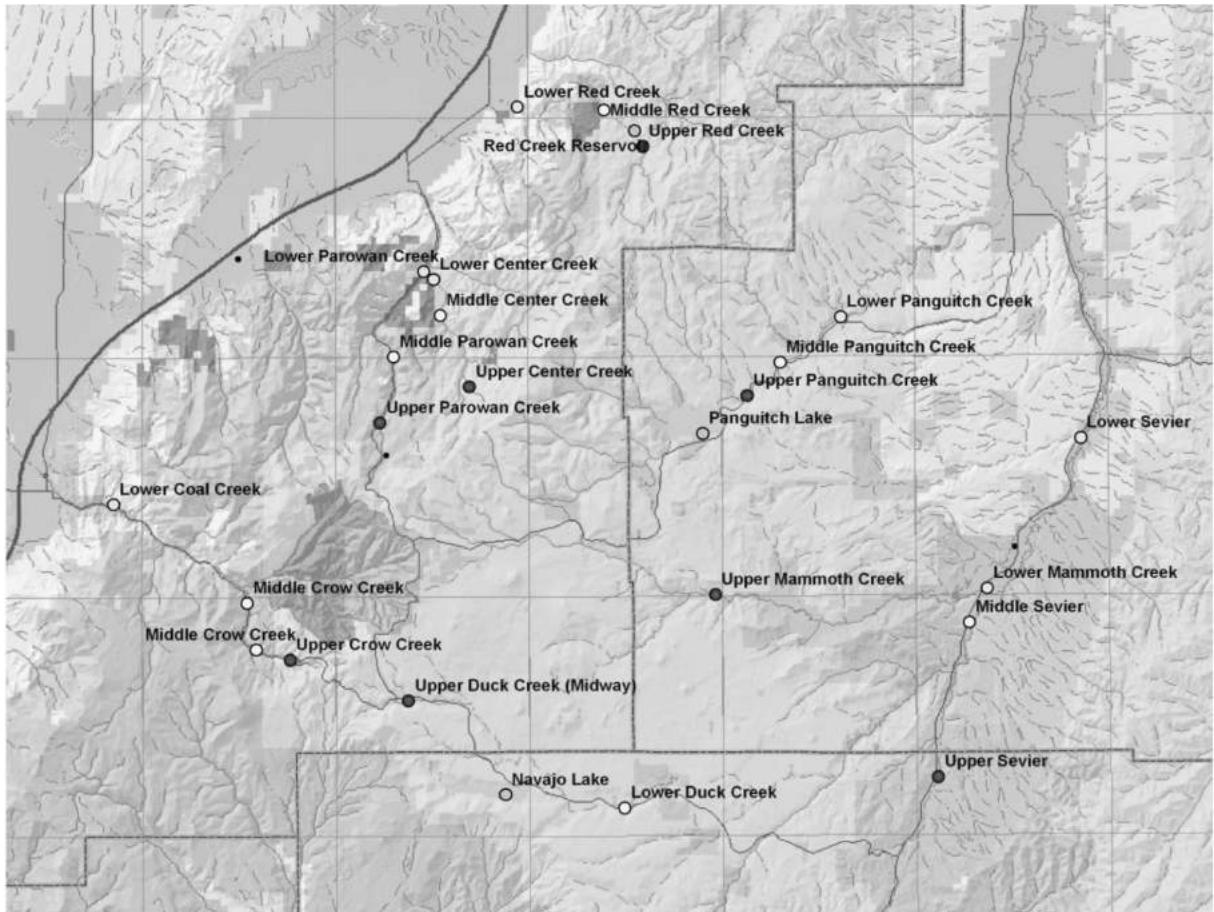 Lower Red Creek
Middle Red Creek
Upper Red Creek
Red Creek Reservo
Lower Parowan Creek
Lower Center Creek
Middle Center Creek
Lower Panguitch Creek
Middle Parowan Creek
Middle Panguitch Creek
Upper Center Creek
Upper Panguitch Creek
Upper Parowan Creek
Panguitch Lake
Lower Sevier
Lower Coal Creek
Upper Mammoth Creek
Lower Mammoth Creek
Middle Crow Creek
Middle Sevier
Middle Crow Creek
Upper Crow Creek
Upper Duck Creek (Midway)
Upper Sevier
Navajo Lake
Lower Duck Creek